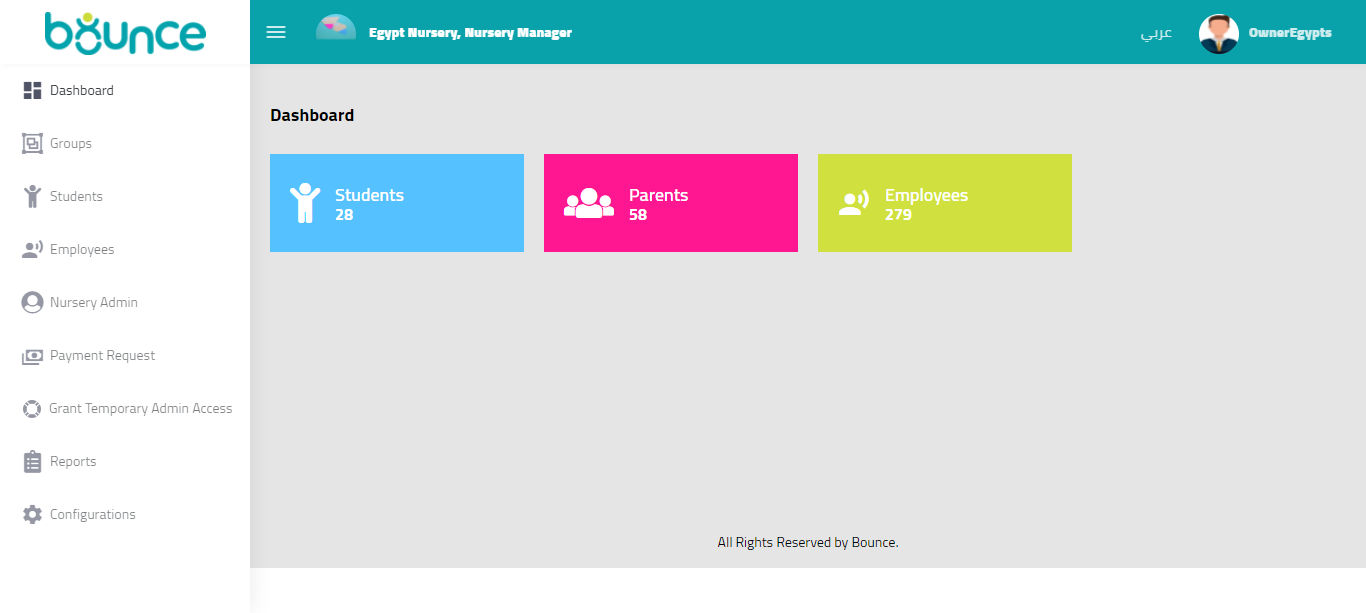 bounce
Egypt Nursery, Nursery Manager
عربي
OwnerEgypts
Dashboard
Groups
Students
Employees
Nursery Admin
Payment Request
Grant Temporary Admin Access
Reports
Configurations
Dashboard
Students
28
Parents
58
Employees
279
All Rights Reserved by Bounce.